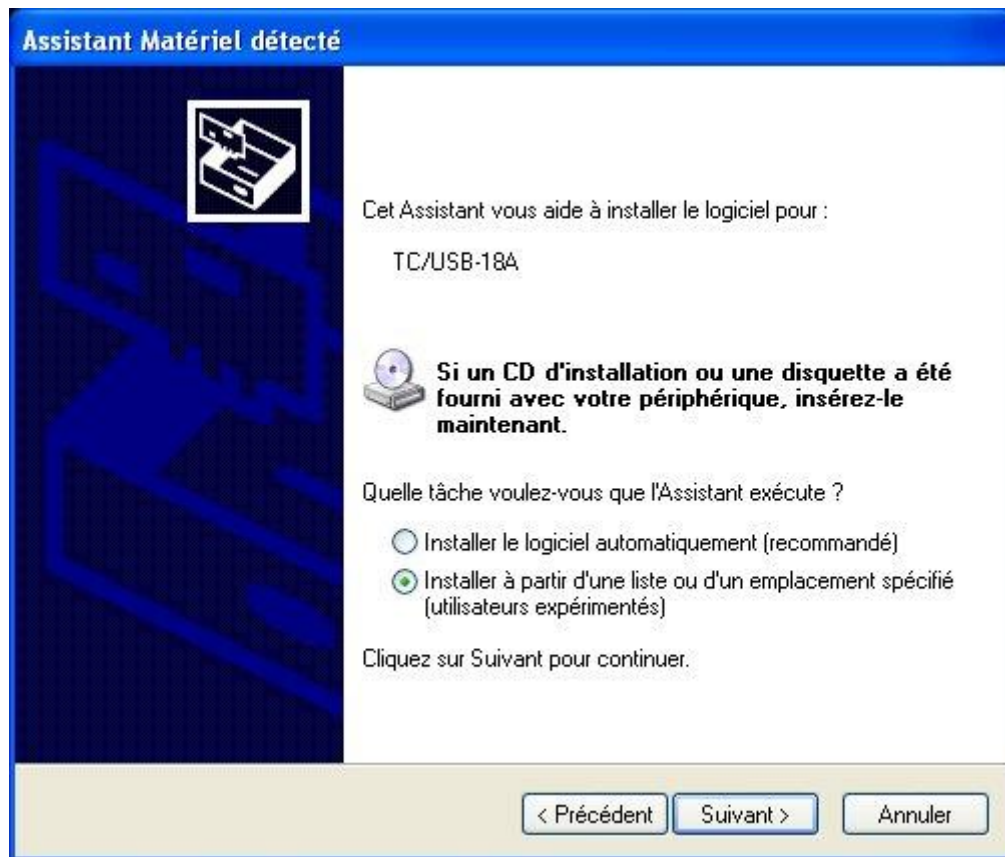 Assistant Matériel détecté
Cet Assistant vous aide à installer le logiciel pour :
TC/USB-18A
Si un CD d'installation ou une disquette a été
fourni avec votre périphérique, insérez-le
maintenant.
Quelle tâche voulez-vous que l'Assistant exécute ?
Installer le logiciel automatiquement (recommandé)
Installer à partir d'une liste ou d'un emplacement spécifié
(utilisateurs expérimentés)
Cliquez sur Suivant pour continuer.
< Précédent Suivant > Annuler